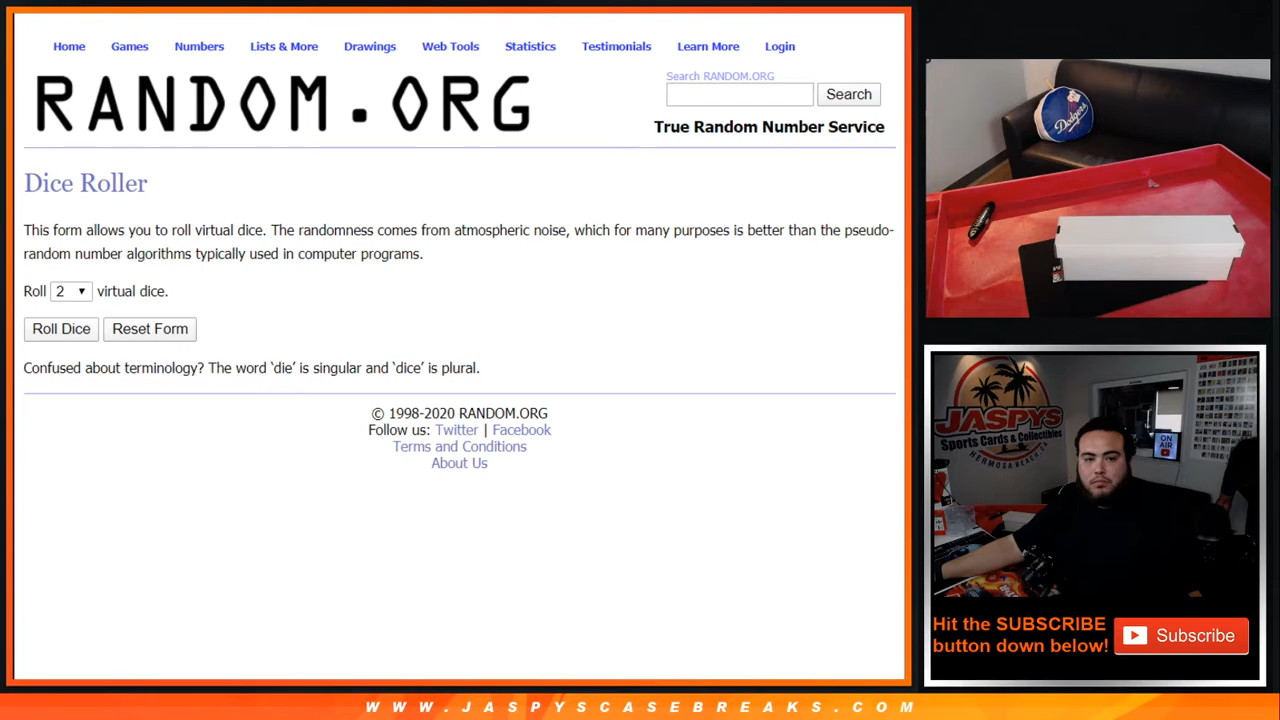 Home Games Numbers Lists & More Drawings Web Tools Statistics Testimonials Learn More Login
RANDOM.ORG
Search RANDOM.ORG
Search
True Random Number Service
Dice Roller
This form allows you to roll virtual dice. The randomness comes from atmospheric noise, which for many purposes is better than the pseudo-
random number algorithms typically used in computer programs.
Roll 2 virtual dice.
Roll Dice Reset Form
Confused about terminology? The word ‘die’ is singular and ‘dice’ is plural.
© 1998-2020 RANDOM.ORG
Follow us: Twitter | Facebook
Terms and Conditions
About Us
Dodgers
JASPYS
Sports Cards & Collectibles
HERMOSA BEACH, CA
ON
AIR
Hit the SUBSCRIBE
button down below!
Subscribe
WWW.JASPYSCASEBREAKS.COM